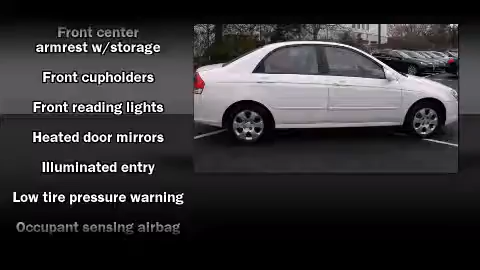 Front center
armrest w/storage
Front cupholders
Front reading lights
Heated door mirrors
Illuminated entry
Low tire pressure warning
Occupant sensing airbag